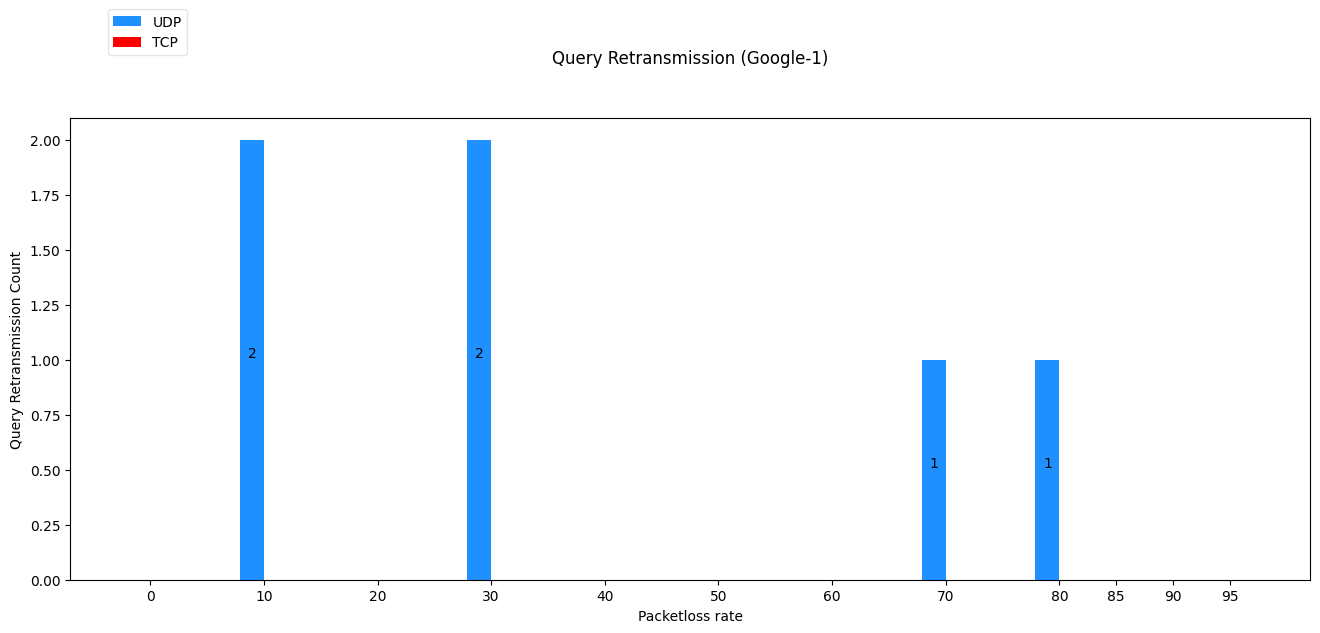 UDP
TCP
Query Retransmission (Google-1)
Query Retransmission Count
2.00
1.75
1.50
1.25
1.00
0.75
0.50
0.25
0.00
2
2
1
1
0 10 20 30 40 50 60 70 80 85 90 95
Packetloss rate